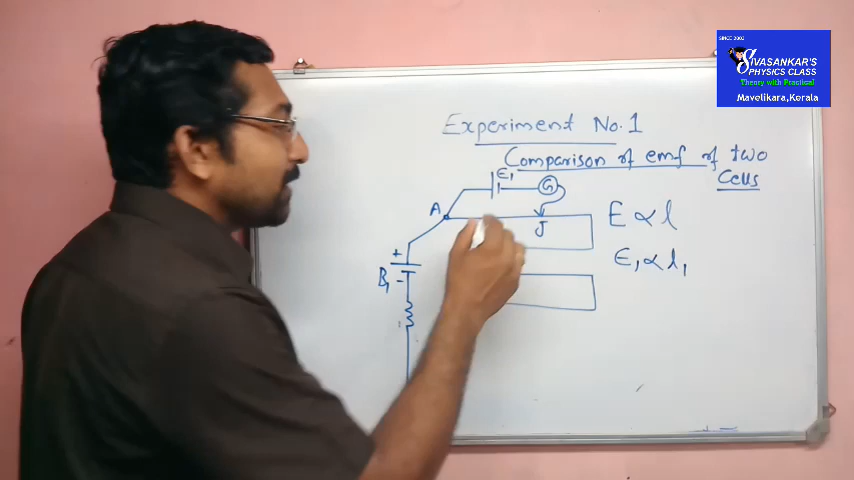 SINCE 2002
SIVASANKAR'S
PHYSICS CLASS
Theory with Practical
Mavelikara,Kerala
Experiment No.1
Comparison of emf of two
Cells
E₁
G
A
J
E ∝ l
E₁ ∝ l₁
+
B₁
-